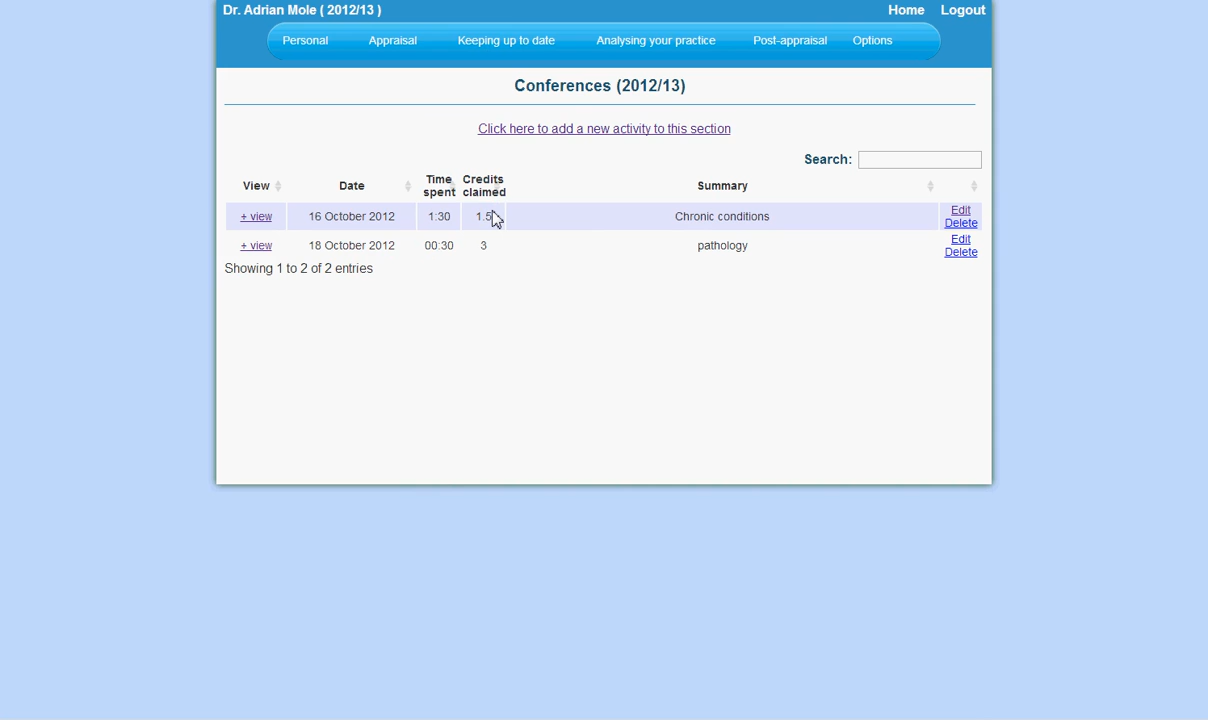 Dr. Adrian Mole ( 2012/13 ) Home Logout
Personal Appraisal Keeping up to date Analysing your practice Post-appraisal Options
Conferences (2012/13)
Click here to add a new activity to this section
Search:
View Date Time spent Credits claimed Summary
+ view 16 October 2012 1:30 1.5 Chronic conditions Edit Delete
+ view 18 October 2012 00:30 3 pathology Edit Delete
Showing 1 to 2 of 2 entries